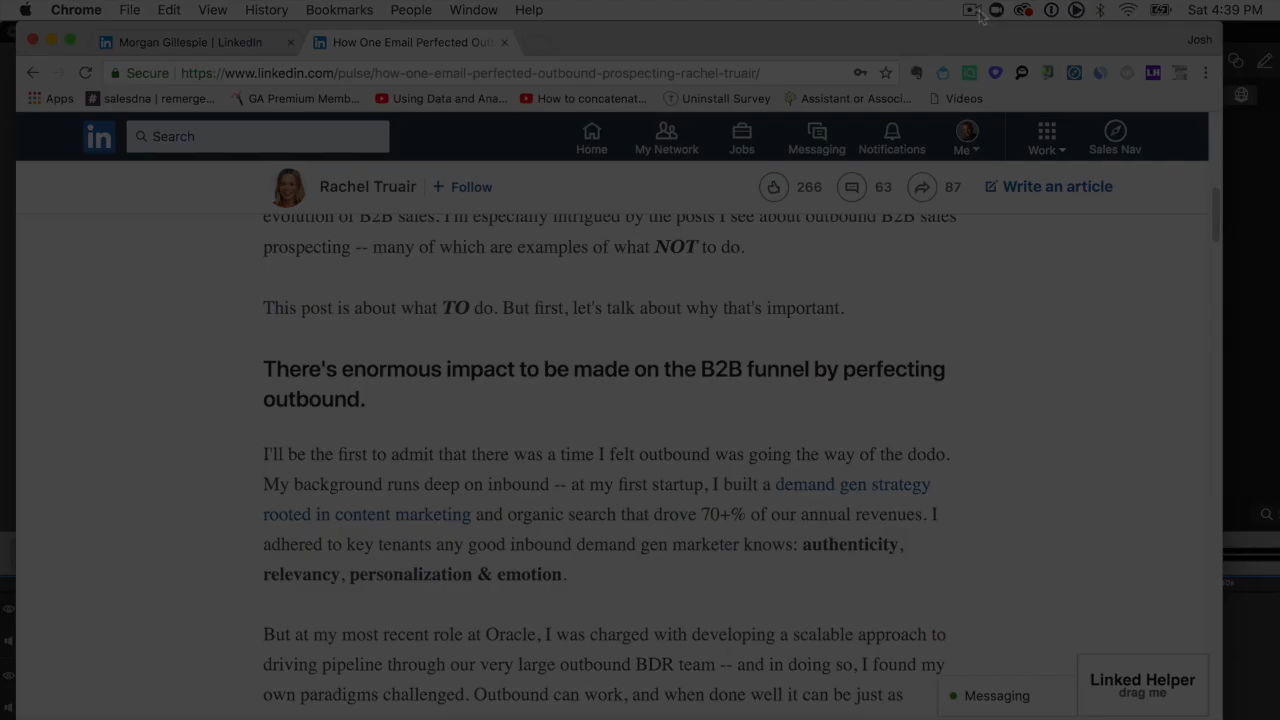 Chrome File Edit View History Bookmarks People Window Help Sat 4:39 PM
Morgan Gillespie | LinkedIn × How One Email Perfected Out × Josh
Secure https://www.linkedin.com/pulse/how-one-email-perfected-outbound-prospecting-rachel-truair/
Apps salesdna | remerge... GA Premium Memb... Using Data and Ana... How to concatenat... Uninstall Survey Assistant or Associ... Videos
in Search Home My Network Jobs Messaging Notifications Me Work Sales Nav
Rachel Truair + Follow 266 63 87 Write an article
evolution of B2B sales. I'm especially intrigued by the posts I see about outbound B2B sales
prospecting -- many of which are examples of what NOT to do.
This post is about what TO do. But first, let's talk about why that's important.
There's enormous impact to be made on the B2B funnel by perfecting
outbound.
I'll be the first to admit that there was a time I felt outbound was going the way of the dodo.
My background runs deep on inbound -- at my first startup, I built a demand gen strategy
rooted in content marketing and organic search that drove 70+% of our annual revenues. I
adhered to key tenants any good inbound demand gen marketer knows: authenticity,
relevancy, personalization & emotion.
But at my most recent role at Oracle, I was charged with developing a scalable approach to
driving pipeline through our very large outbound BDR team -- and in doing so, I found my
own paradigms challenged. Outbound can work, and when done well it can be just as
Messaging
Linked Helper
drag me